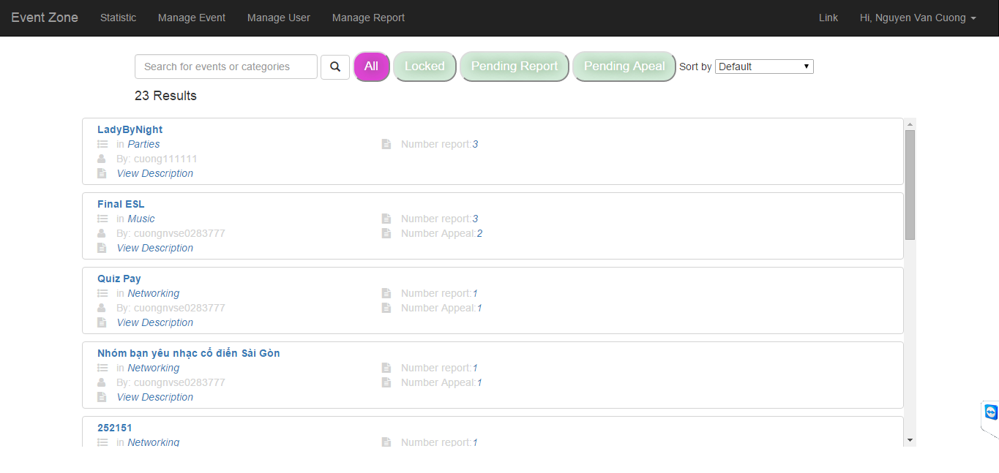 Event Zone Statistic Manage Event Manage User Manage Report Link Hi, Nguyen Van Cuong
Search for events or categories All Locked Pending Report Pending Apeal Sort by Default
23 Results
LadyByNight
in Parties Number report:3
By: cuong111111
View Description
Final ESL
in Music Number report:3
By: cuongnvse0283777 Number Appeal:2
View Description
Quiz Pay
in Networking Number report:1
By: cuongnvse0283777 Number Appeal:1
View Description
Nhóm bạn yêu nhạc cổ điển Sài Gòn
in Networking Number report:1
By: cuongnvse0283777 Number Appeal:1
View Description
252151
in Networking Number report:1